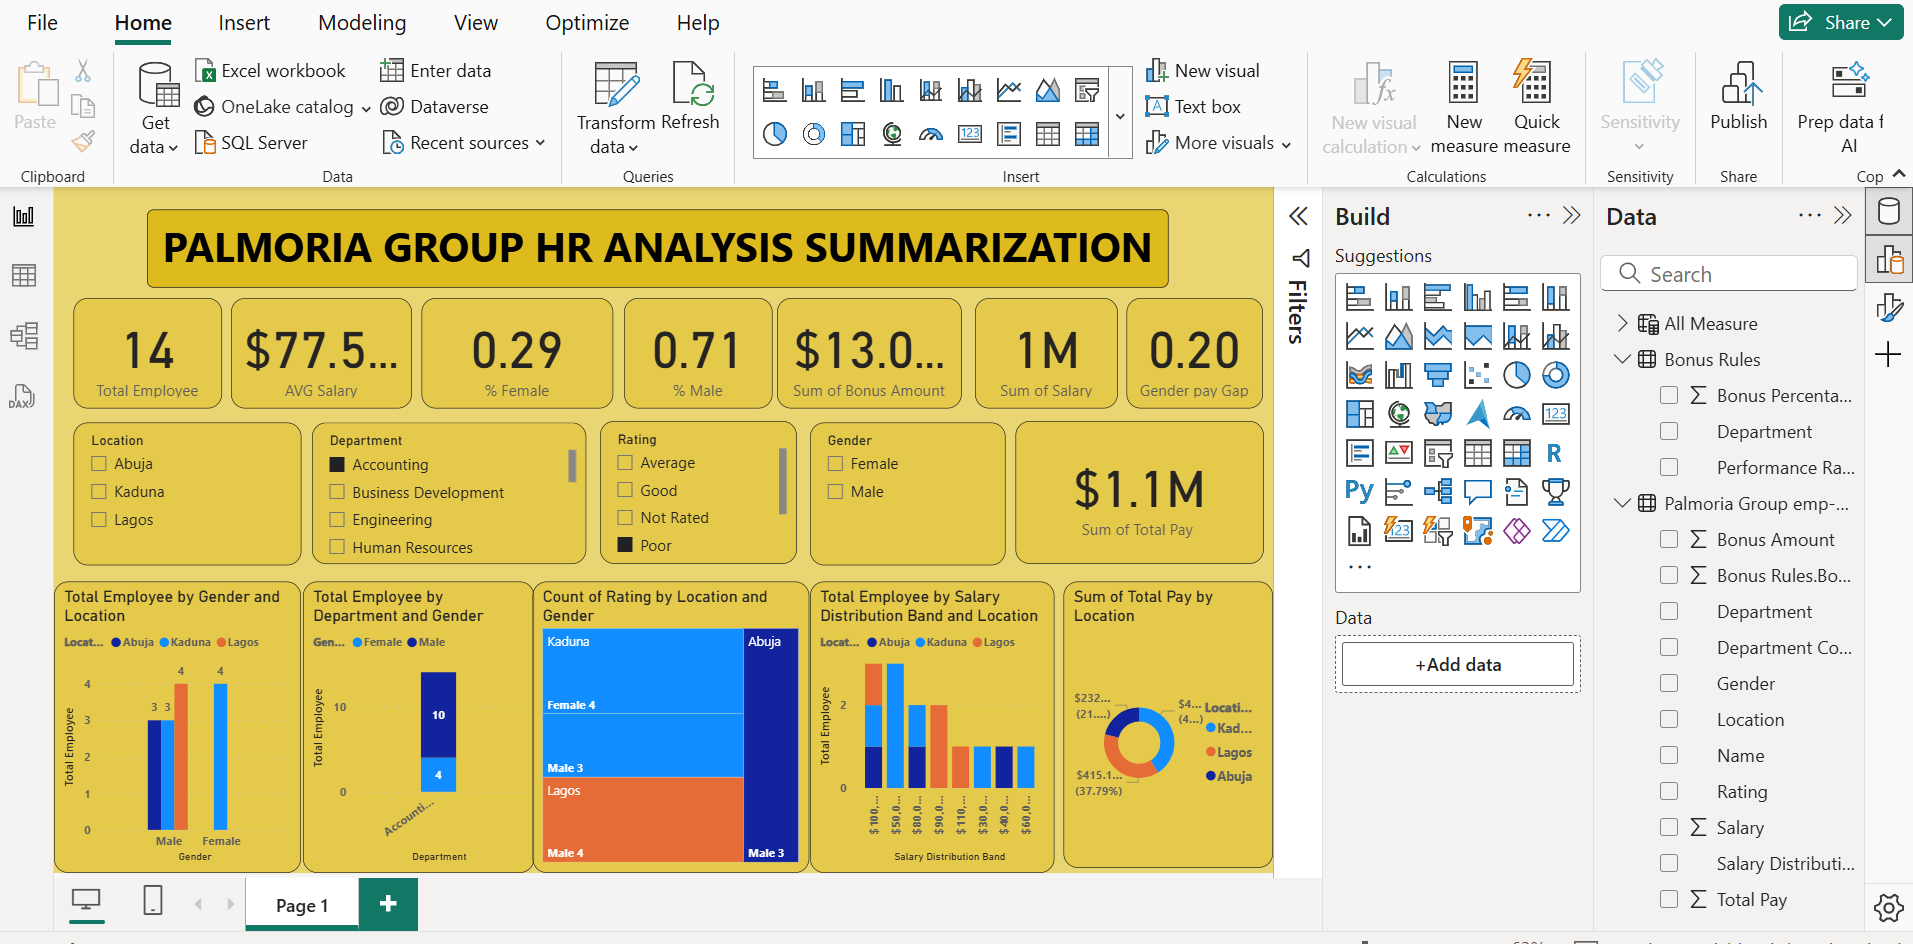 File Home Insert Modeling View Optimize Help Share
Paste
Clipboard
Get data
Excel workbook
OneLake catalog
SQL Server
Enter data
Dataverse
Recent sources
Data
Transform data
Refresh
Queries
123
New visual
Text box
More visuals
Insert
New visual calculation
New measure
Quick measure
Calculations
Sensitivity
Sensitivity
Publish
Share
Prep data f
AI
Cop
DAX
PALMORIA GROUP HR ANALYSIS SUMMARIZATION
14
Total Employee
$77.5...
AVG Salary
0.29
% Female
0.71
% Male
$13.0...
Sum of Bonus Amount
1M
Sum of Salary
0.20
Gender pay Gap
Location
Abuja
Kaduna
Lagos
Department
Accounting
Business Development
Engineering
Human Resources
Rating
Average
Good
Not Rated
Poor
Gender
Female
Male
$1.1M
Sum of Total Pay
Total Employee by Gender and
Location
Locat... Abuja Kaduna Lagos
Total Employee
4
3
2
1
0
3 3 4 4
Male Female
Gender
Total Employee by
Department and Gender
Gen... Female Male
Total Employee
10
0
10
4
Accounti...
Department
Count of Rating by Location and
Gender
Kaduna
Female 4
Male 3
Lagos
Male 4
Abuja
Male 3
Total Employee by Salary
Distribution Band and Location
Locat... Abuja Kaduna Lagos
Total Employee
2
0
$100,... $50,0... $80,0... $90,0... $110,... $30,0... $40,0... $60,0...
Salary Distribution Band
Sum of Total Pay by
Location
$232...
(21....)
$4...
(4...)
$415.1...
(37.79%)
Locati...
Kad...
Lagos
Abuja
Filters
Build
Suggestions
123
R
Py
123
...
Data
+Add data
Data
Search
All Measure
Bonus Rules
Bonus Percenta...
Department
Performance Ra...
Palmoria Group emp-...
Bonus Amount
Bonus Rules.Bo...
Department
Department Co...
Gender
Location
Name
Rating
Salary
Salary Distributi...
Total Pay
Page 1